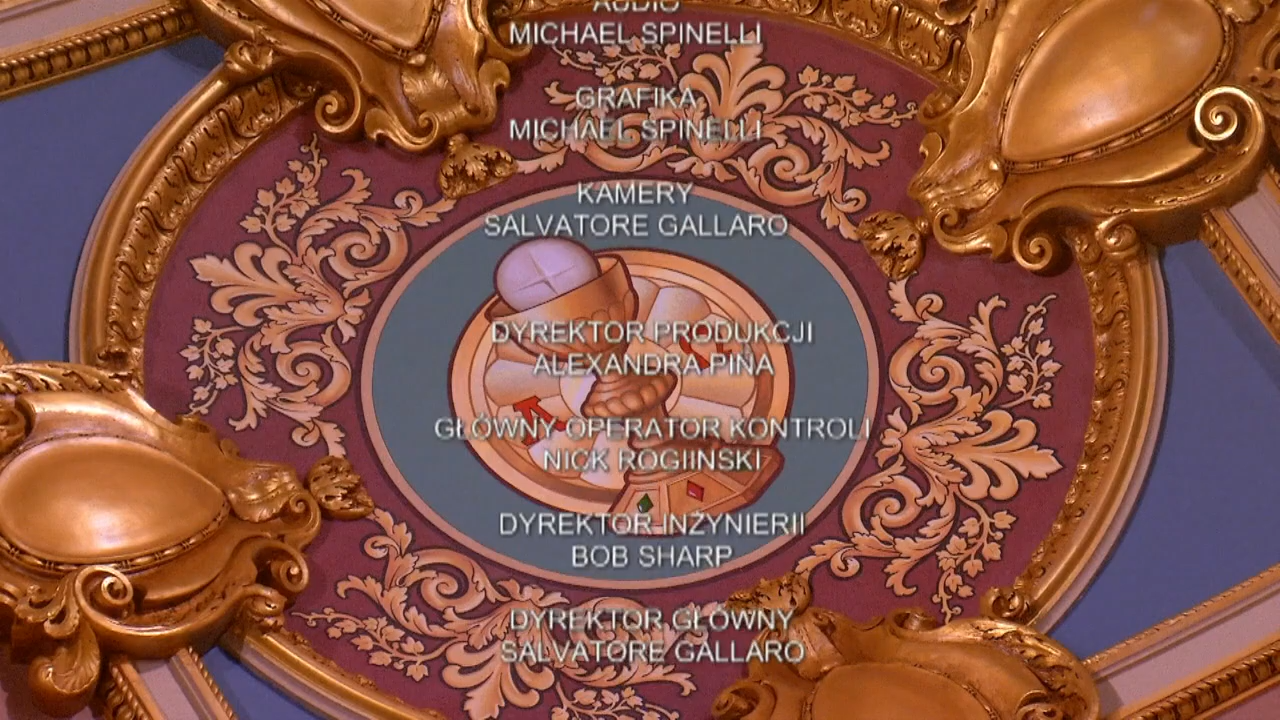 AUDIO
MICHAEL SPINELLI
GRAFIKA
MICHAEL SPINELLI
KAMERY
SALVATORE GALLARO
DYREKTOR PRODUKCJI
ALEXANDRA PIÑA
GŁÓWNY OPERATOR KONTROLI
NICK ROGIINSKI
DYREKTOR INŻYNIERII
BOB SHARP
DYREKTOR GŁÓWNY
SALVATORE GALLARO